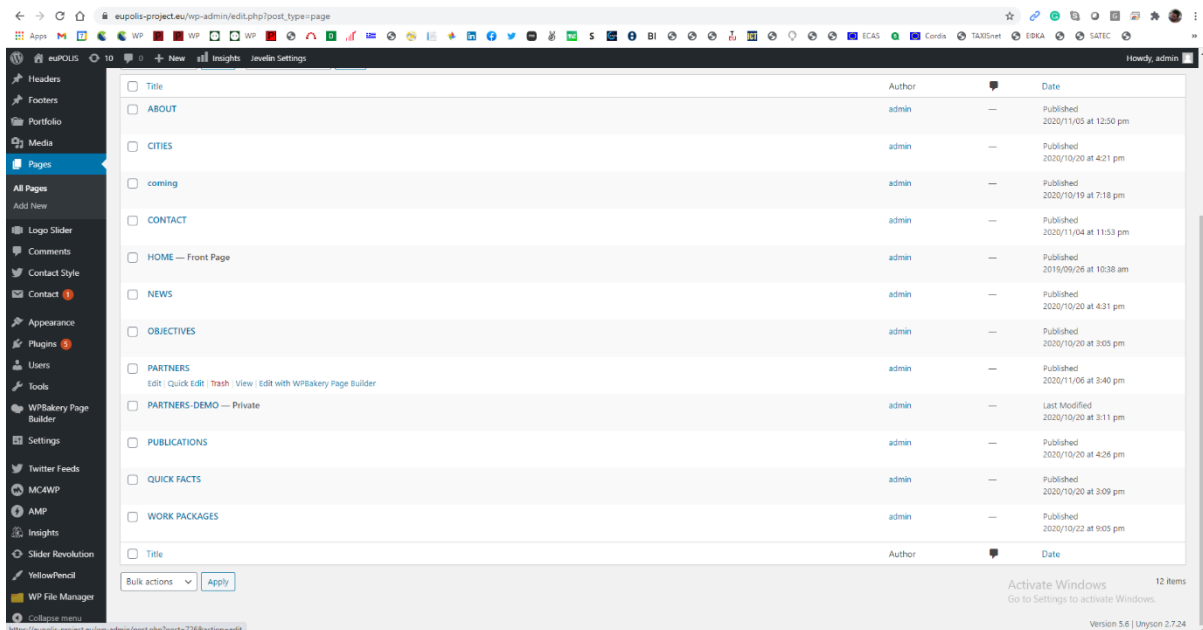 eupolis-project.eu/wp-admin/edit.php?post_type=page
Apps WP WP WP BI ECAS Cordis TAXISnet ΕΦΚΑ SATEC »
euPOLIS 10 0 + New Insights Javelin Settings Howdy, admin
Headers
Footers
Portfolio
Media
Pages
All Pages
Add New
Logo Slider
Comments
Contact Style
Contact 1
Appearance
Plugins 5
Users
Tools
WPBakery Page
Builder
Settings
Twitter Feeds
MC4WP
AMP
Insights
Slider Revolution
YellowPencil
WP File Manager
Collapse menu
Title Author Date
ABOUT admin — Published
2020/11/05 at 12:50 pm
CITIES admin — Published
2020/10/20 at 4:21 pm
coming admin — Published
2020/10/19 at 7:18 pm
CONTACT admin — Published
2020/11/04 at 11:53 pm
HOME — Front Page admin — Published
2019/09/26 at 10:38 am
NEWS admin — Published
2020/10/20 at 4:31 pm
OBJECTIVES admin — Published
2020/10/20 at 3:05 pm
PARTNERS admin — Published
Edit | Quick Edit | Trash | View | Edit with WPBakery Page Builder 2020/11/06 at 3:40 pm
PARTNERS-DEMO — Private admin — Last Modified
2020/10/20 at 3:11 pm
PUBLICATIONS admin — Published
2020/10/20 at 4:26 pm
QUICK FACTS admin — Published
2020/10/20 at 3:09 pm
WORK PACKAGES admin — Published
2020/10/22 at 9:05 pm
Title Author Date
Bulk actions Apply 12 items
Activate Windows
Go to Settings to activate Windows.
Version 5.6 | Unyson 2.7.24